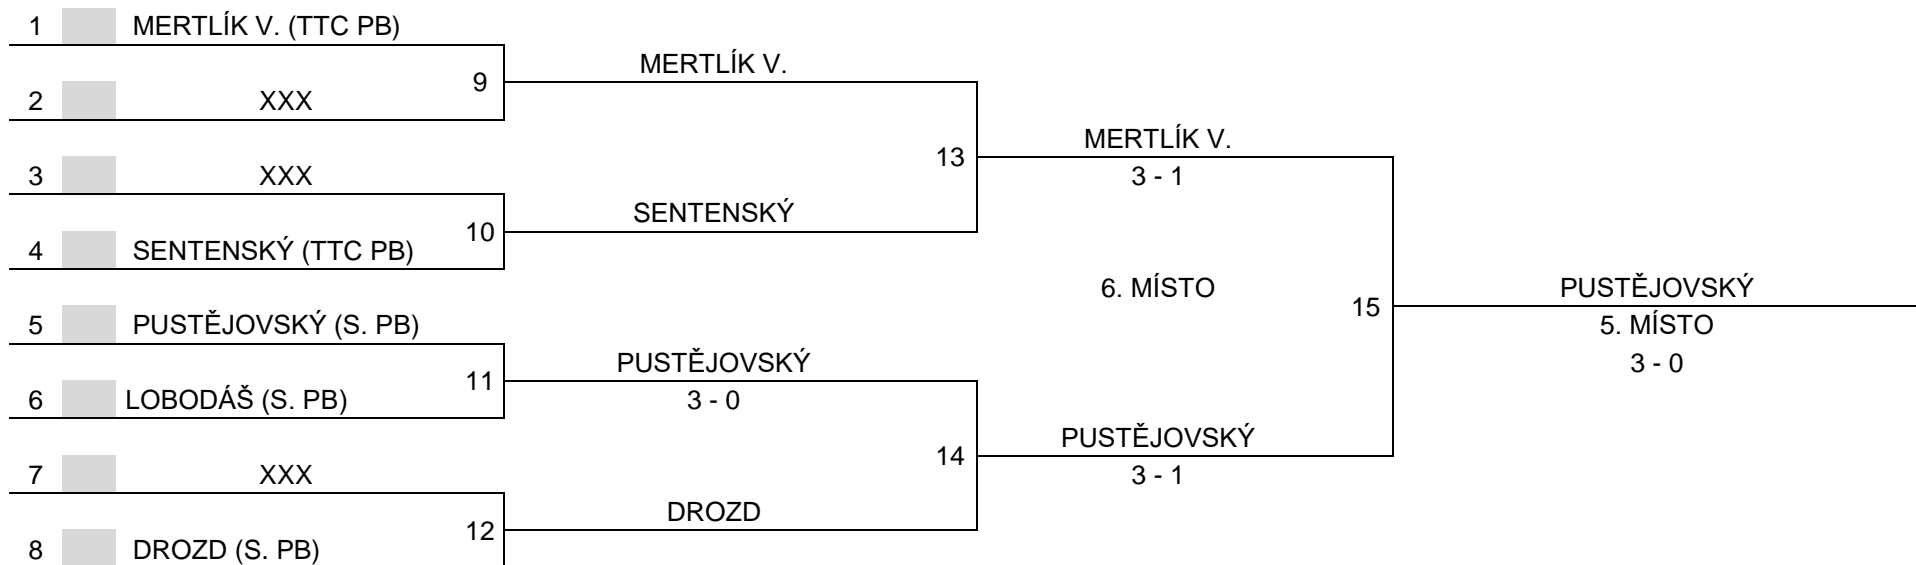 1 MERTLÍK V. (TTC PB)
MERTLÍK V.
9
2 XXX
MERTLÍK V.
13
3 XXX
3 - 1
SENTENSKÝ
10
4 SENTENSKÝ (TTC PB)
6. MÍSTO
PUSTĚJOVSKÝ
15
5 PUSTĚJOVSKÝ (S. PB)
5. MÍSTO
PUSTĚJOVSKÝ
3 - 0
11
6 LOBODÁŠ (S. PB)
3 - 0
PUSTĚJOVSKÝ
14
7 XXX
3 - 1
DROZD
12
8 DROZD (S. PB)